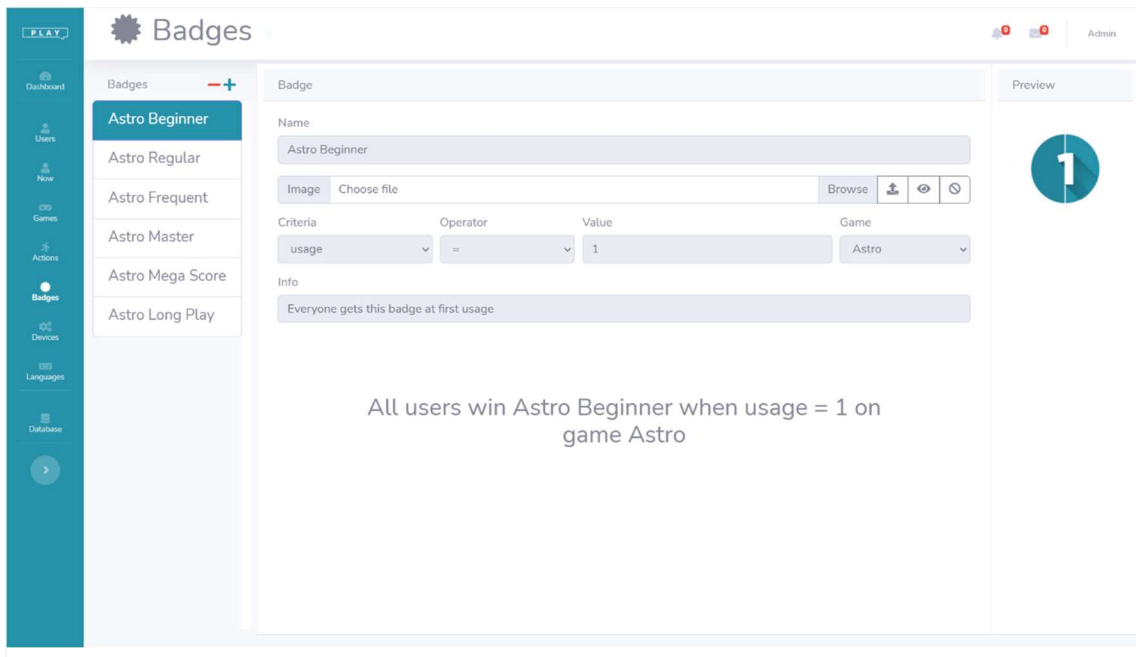 PLAY
Badges
0
0
Admin
Dashboard
Users
Now
Games
Actions
Badges
Devices
Languages
Database
Badges
Astro Beginner
Astro Regular
Astro Frequent
Astro Master
Astro Mega Score
Astro Long Play
Badge
Name
Astro Beginner
Image Choose file Browse
Criteria Operator Value Game
usage = 1 Astro
Info
Everyone gets this badge at first usage
All users win Astro Beginner when usage = 1 on
game Astro
Preview
1